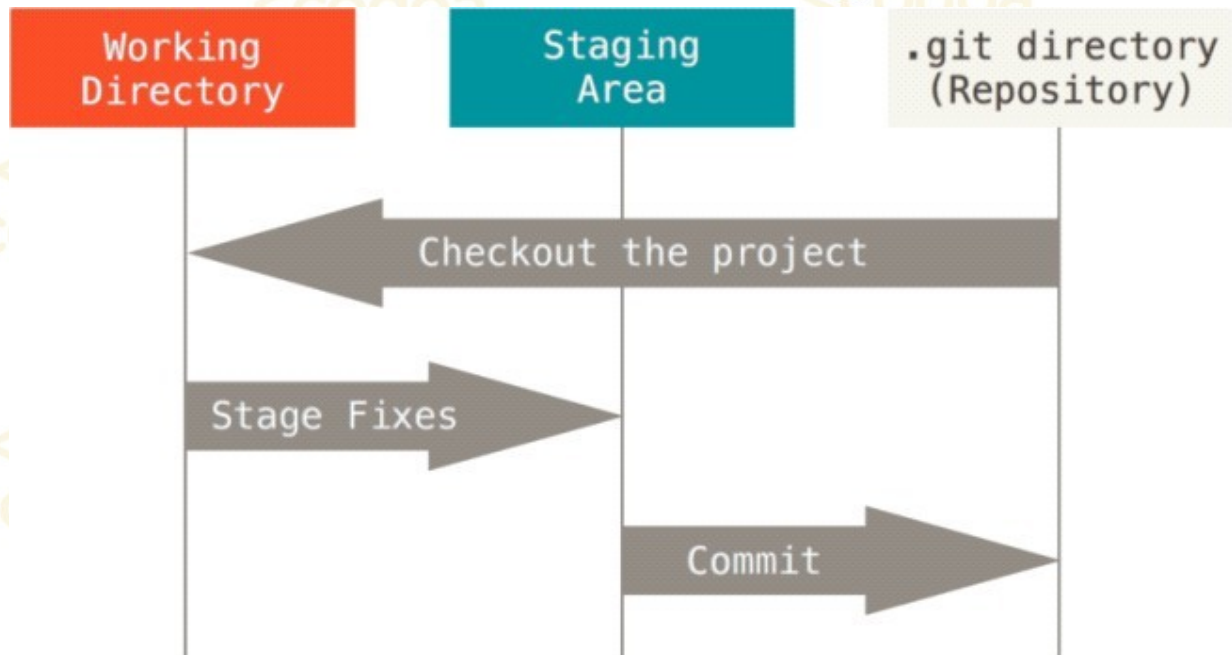 Working
Directory
Staging
Area
.git directory
(Repository)
Checkout the project
Stage Fixes
Commit